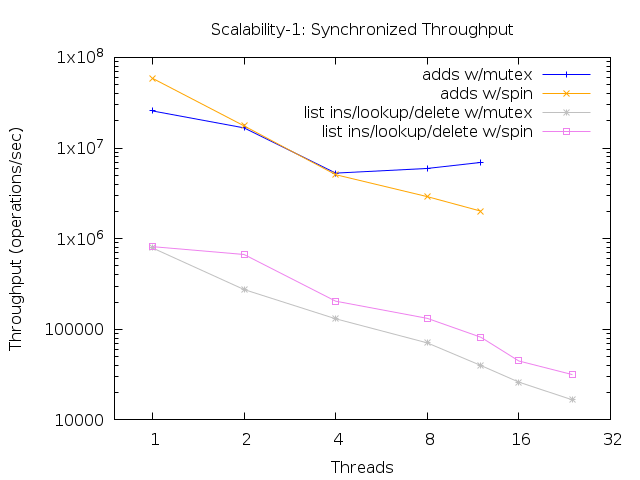 Scalability-1: Synchronized Throughput
1x10^8
1x10^7
1x10^6
100000
10000
Throughput (operations/sec)
adds w/mutex
adds w/spin
list ins/lookup/delete w/mutex
list ins/lookup/delete w/spin
1 2 4 8 16 32
Threads